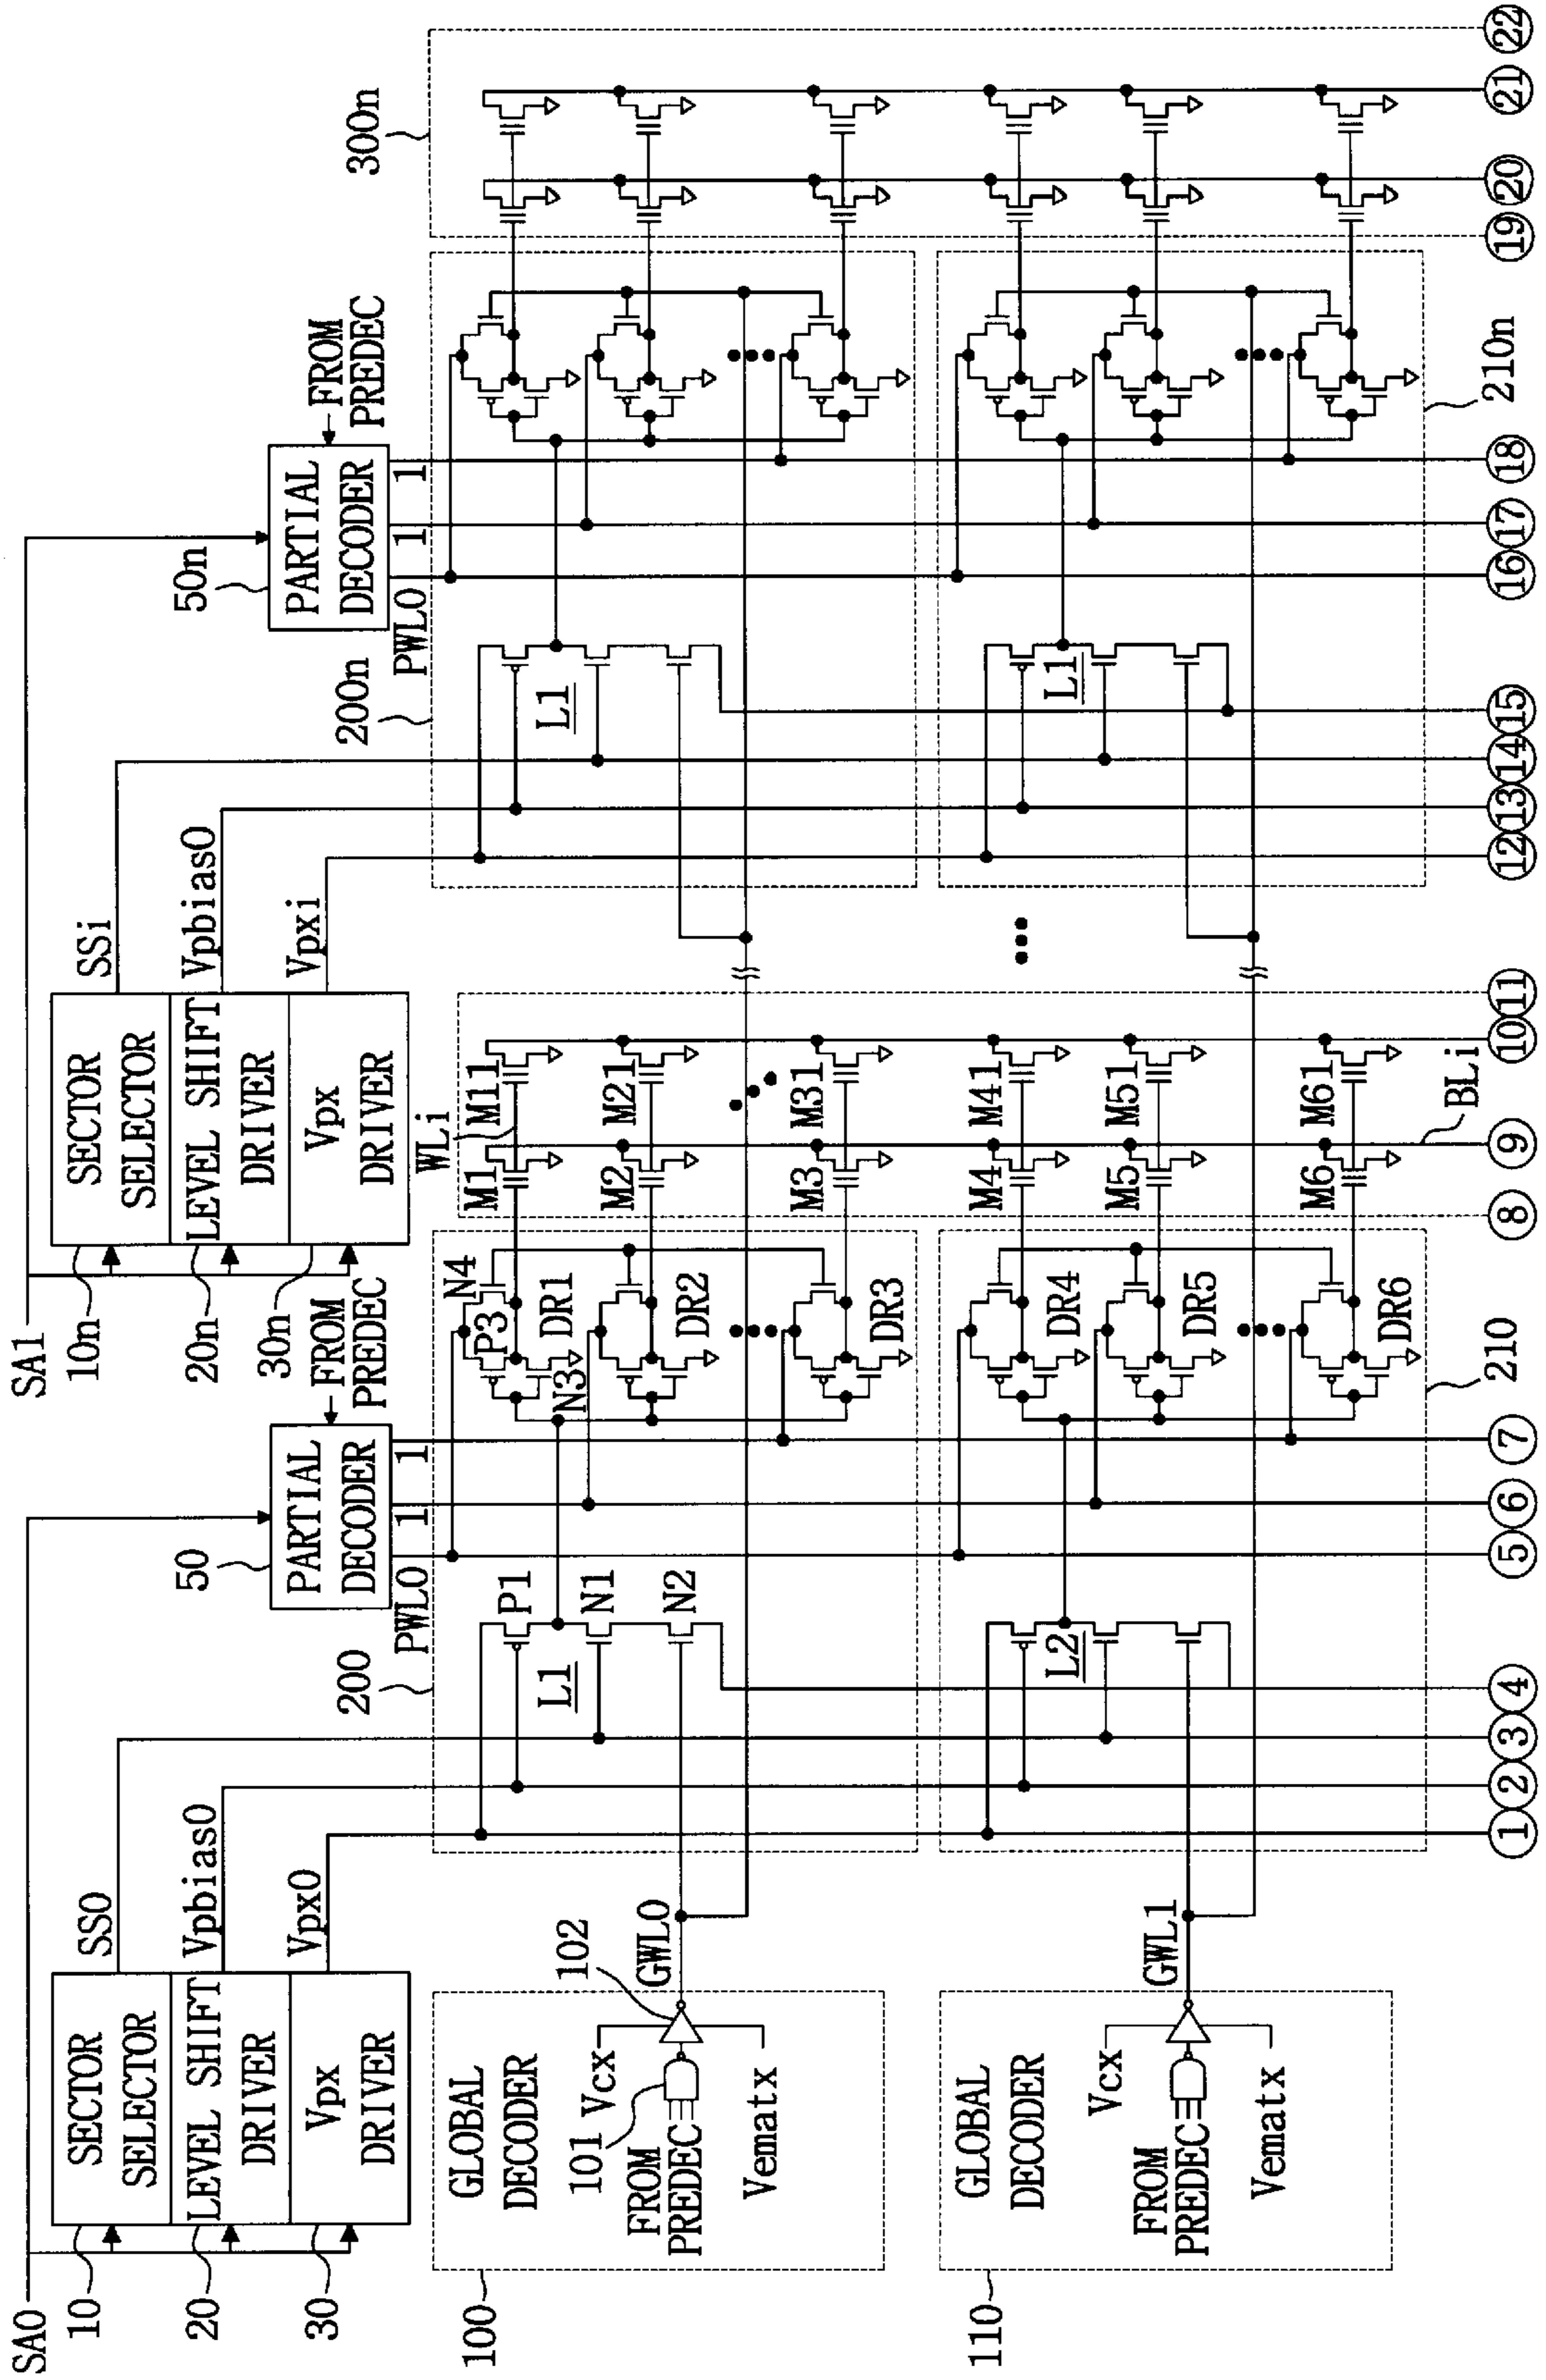 SA0
10
20
30
SECTOR
SELECTOR
LEVEL SHIFT
DRIVER
Vpx
DRIVER
SS0
Vpbias0
Vpx0
50
PARTIAL
DECODER
FROM
PREDEC
PWL0
1
1
SA1
10n
20n
30n
SECTOR
SELECTOR
LEVEL SHIFT
DRIVER
Vpx
DRIVER
SSi
Vpbias0
Vpxi
50n
PARTIAL
DECODER
FROM
PREDEC
PWL0
1
1
100
GLOBAL
DECODER
101
Vcx
102
FROM
PREDEC
Vematx
GWL0
200
P1
L1
N1
N2
N4
P3
N3
DR1
DR2
DR3
WLi
M1
M11
M2
M21
M3
M31
200n
L1
300n
110
GLOBAL
DECODER
Vcx
FROM
PREDEC
Vematx
GWL1
L2
DR4
DR5
DR6
210
M4
M41
M5
M51
M6
M61
BLi
L1
210n
1
2
3
4
5
6
7
8
9
10
11
12
13
14
15
16
17
18
19
20
21
22